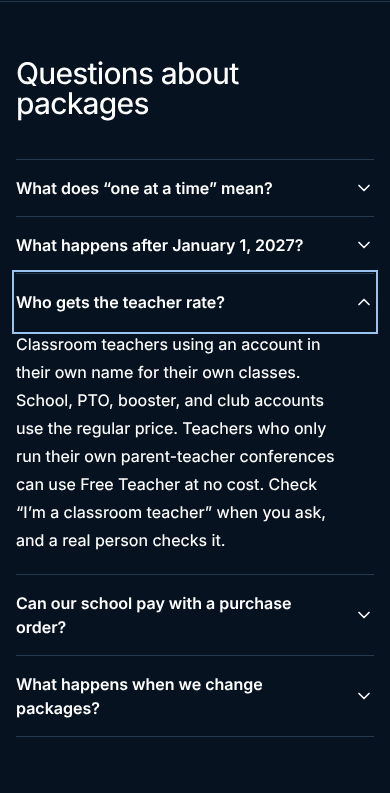 Questions about
packages
What does “one at a time” mean?
What happens after January 1, 2027?
Who gets the teacher rate?
Classroom teachers using an account in
their own name for their own classes.
School, PTO, booster, and club accounts
use the regular price. Teachers who only
run their own parent-teacher conferences
can use Free Teacher at no cost. Check
“I’m a classroom teacher” when you ask,
and a real person checks it.
Can our school pay with a purchase
order?
What happens when we change
packages?